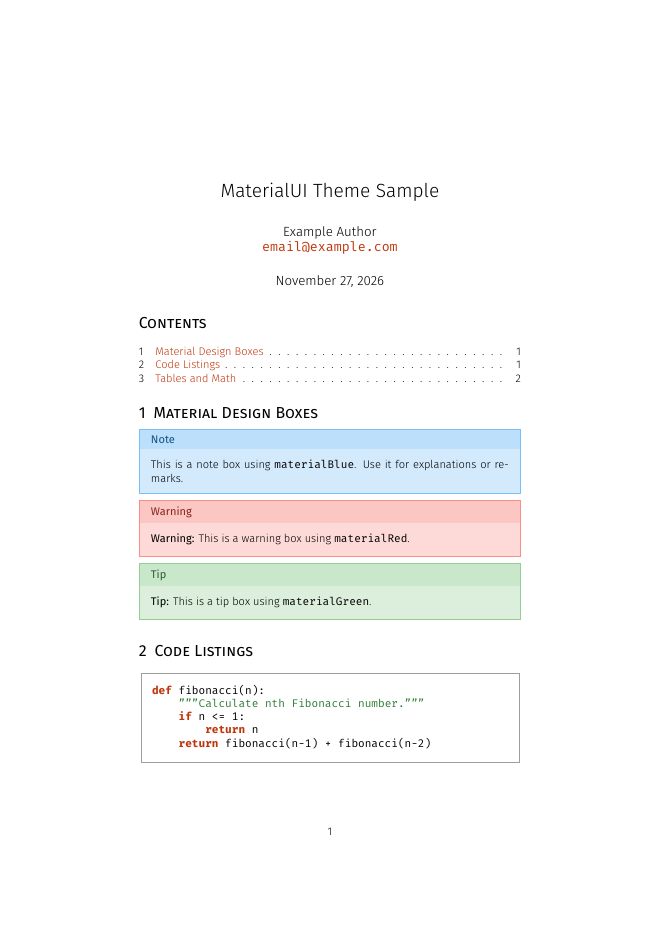 MaterialUI Theme Sample
Example Author
email@example.com
November 27, 2026
Contents
1 Material Design Boxes . . . . . . . . . . . . . . . . . . . . . . . . . . . 1
2 Code Listings . . . . . . . . . . . . . . . . . . . . . . . . . . . . . . . 1
3 Tables and Math . . . . . . . . . . . . . . . . . . . . . . . . . . . . . . 2
1 Material Design Boxes
Note
This is a note box using materialBlue. Use it for explanations or re-
marks.
Warning
Warning: This is a warning box using materialRed.
Tip
Tip: This is a tip box using materialGreen.
2 Code Listings
def fibonacci(n):
    """Calculate nth Fibonacci number."""
    if n <= 1:
        return n
    return fibonacci(n-1) + fibonacci(n-2)
1